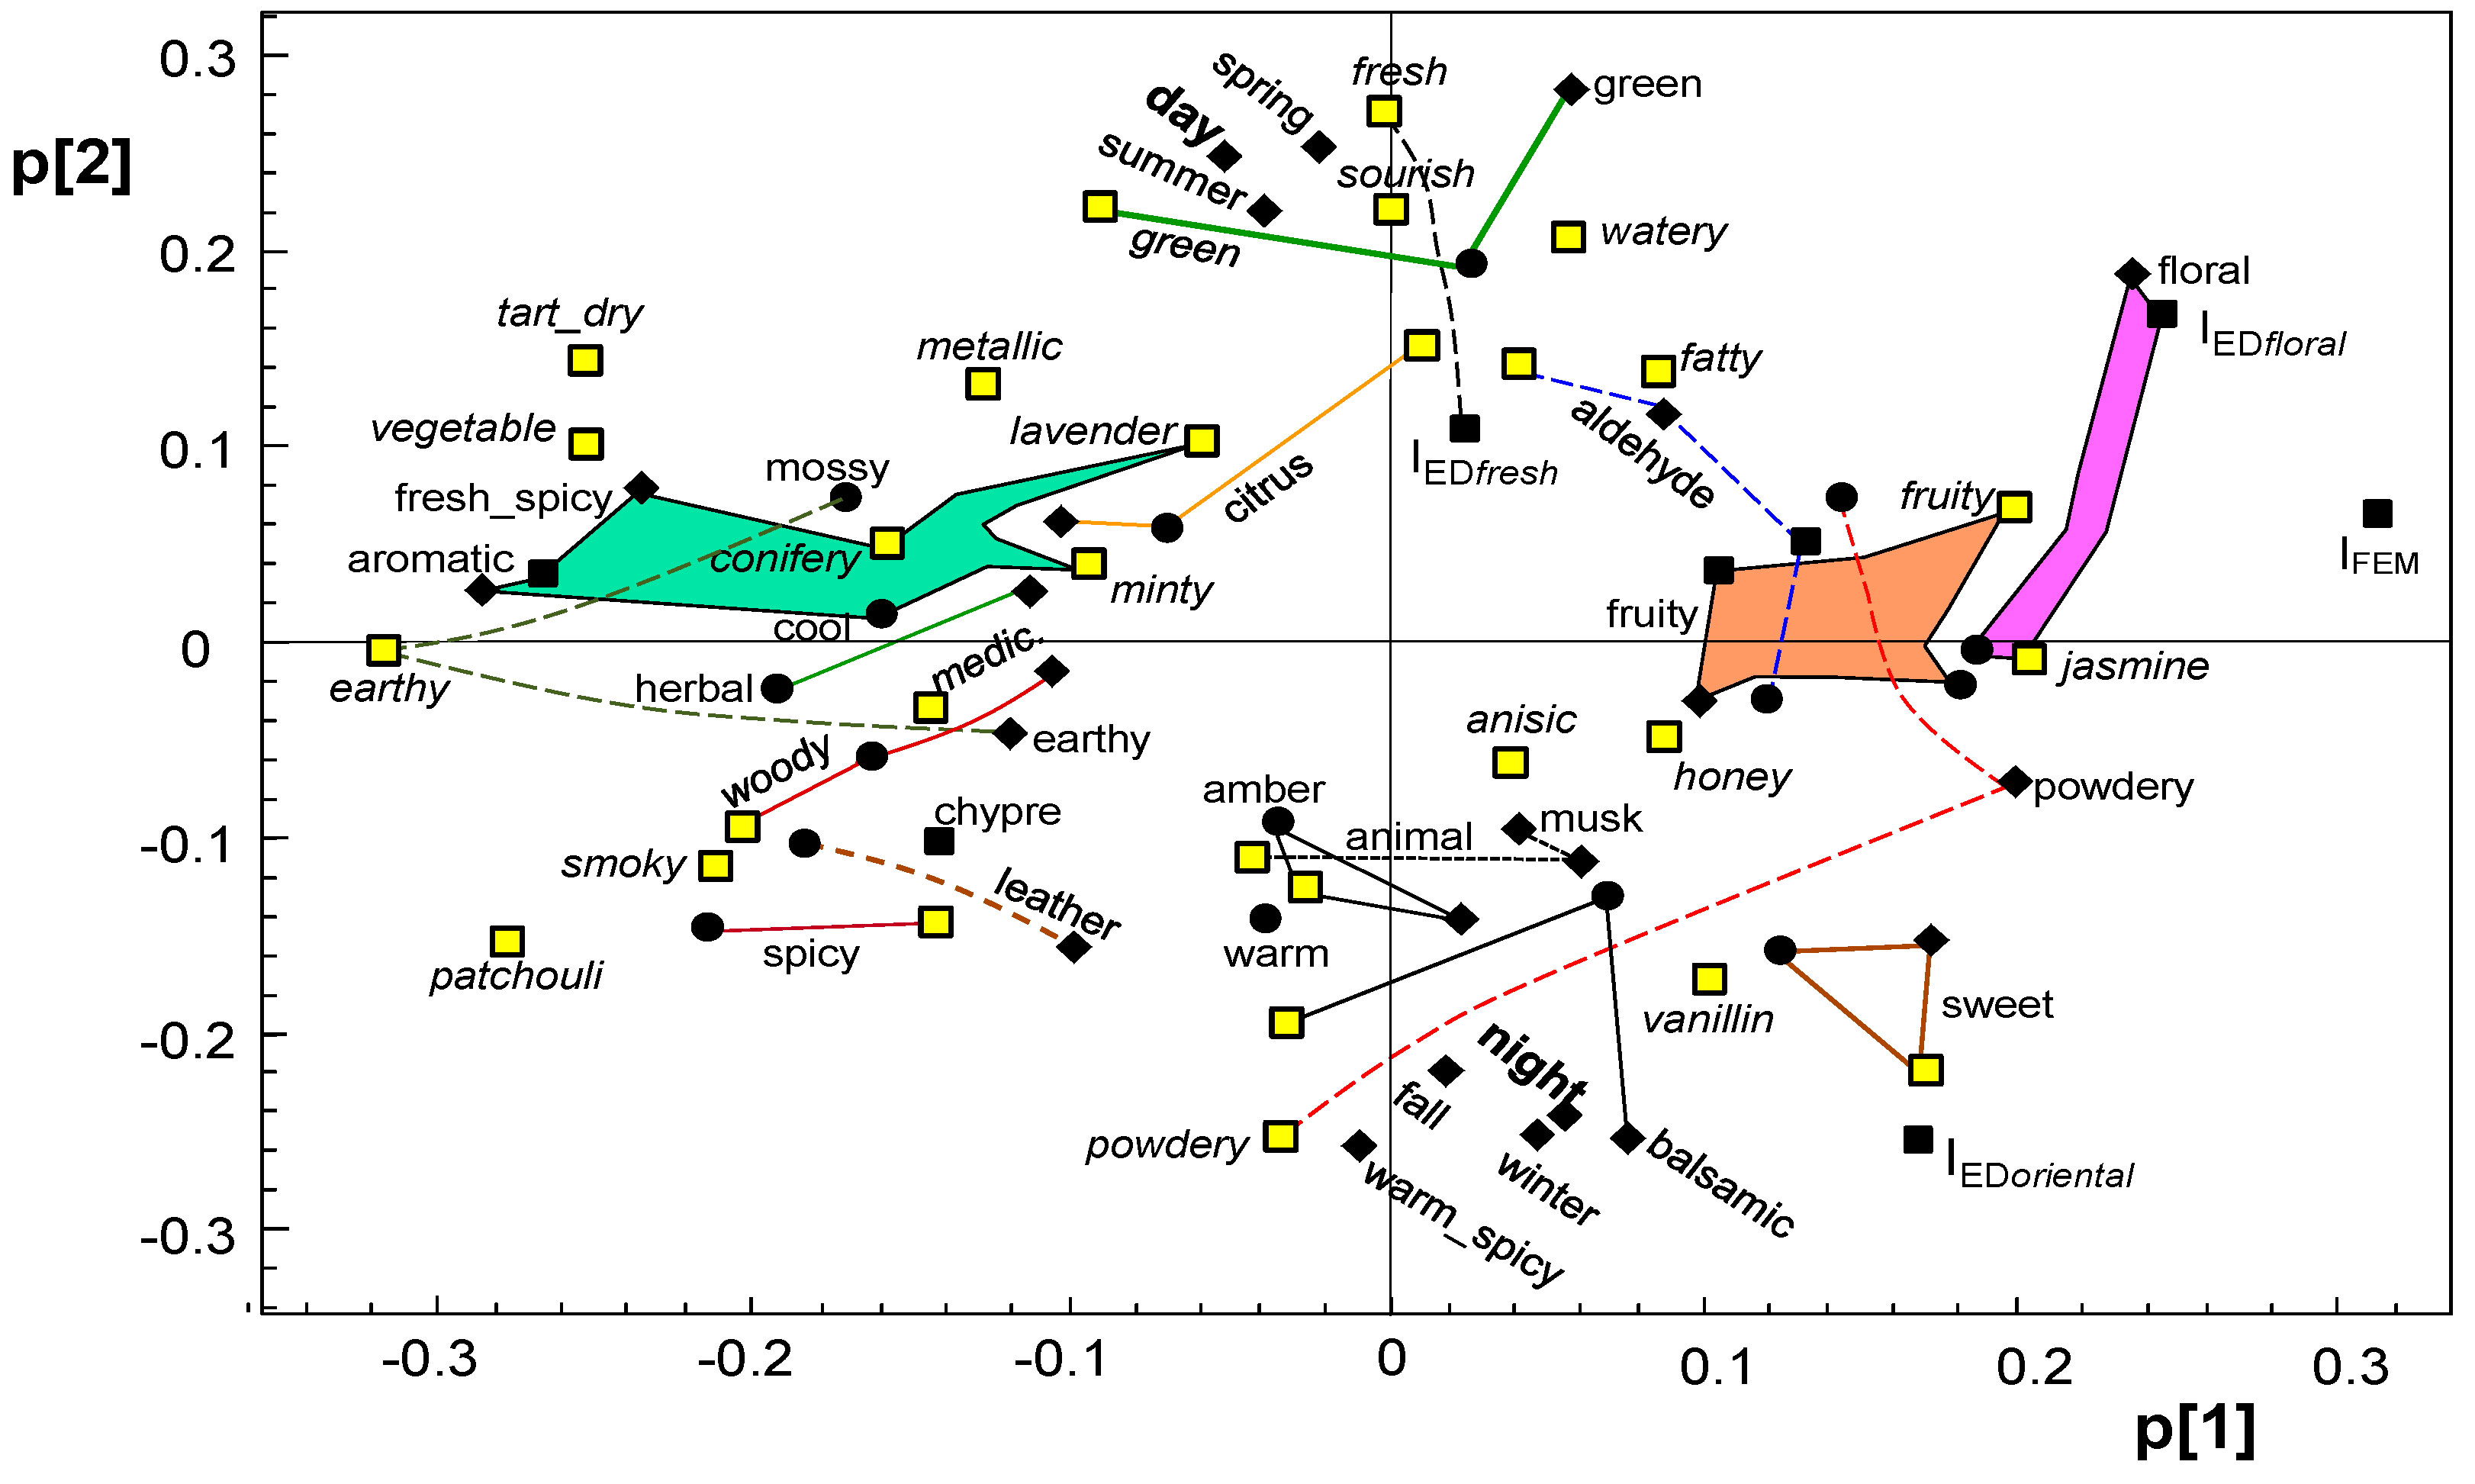 0.3
fresh
spring
green
day
p[2]
summer
sourish
green
watery
0.2
floral
tart_dry
I_EDfloral
metallic
fatty
vegetable
lavender
0.1
aldehyde
mossy
citrus
I_EDfresh
fresh_spicy
fruity
aromatic
conifery
minty
I_FEM
cool
fruity
0
medic.
earthy
herbal
jasmine
earthy
anisic
woody
honey
amber
powdery
chypre
animal
musk
-0.1
smoky
leather
spicy
warm
patchouli
vanillin
sweet
-0.2
night
fall
powdery
balsamic
I_EDoriental
winter
warm_spicy
-0.3
-0.3
-0.2
-0.1
0
0.1
0.2
0.3
p[1]